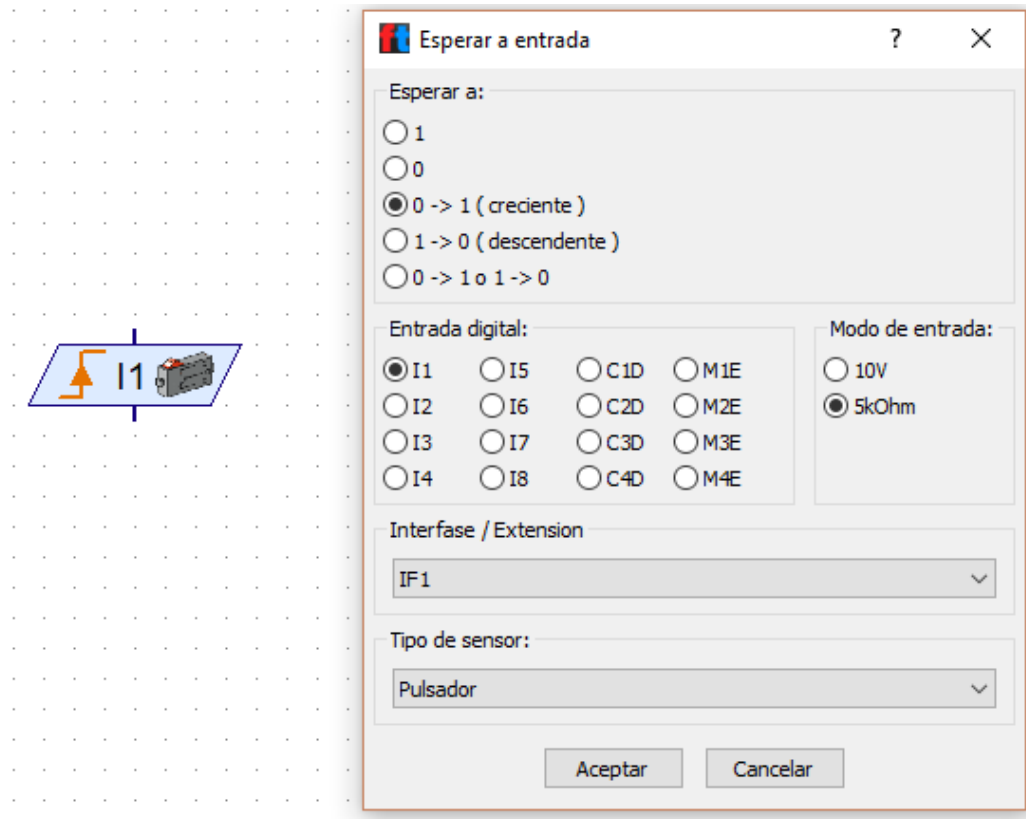 ft Esperar a entrada ? ×
Esperar a:
1
0
0 -> 1 ( creciente )
1 -> 0 ( descendente )
0 -> 1 o 1 -> 0
I1
Entrada digital:
I1 I5 C1D M1E
I2 I6 C2D M2E
I3 I7 C3D M3E
I4 I8 C4D M4E
Modo de entrada:
10V
5kOhm
Interfase / Extension
IF1
Tipo de sensor:
Pulsador
Aceptar Cancelar